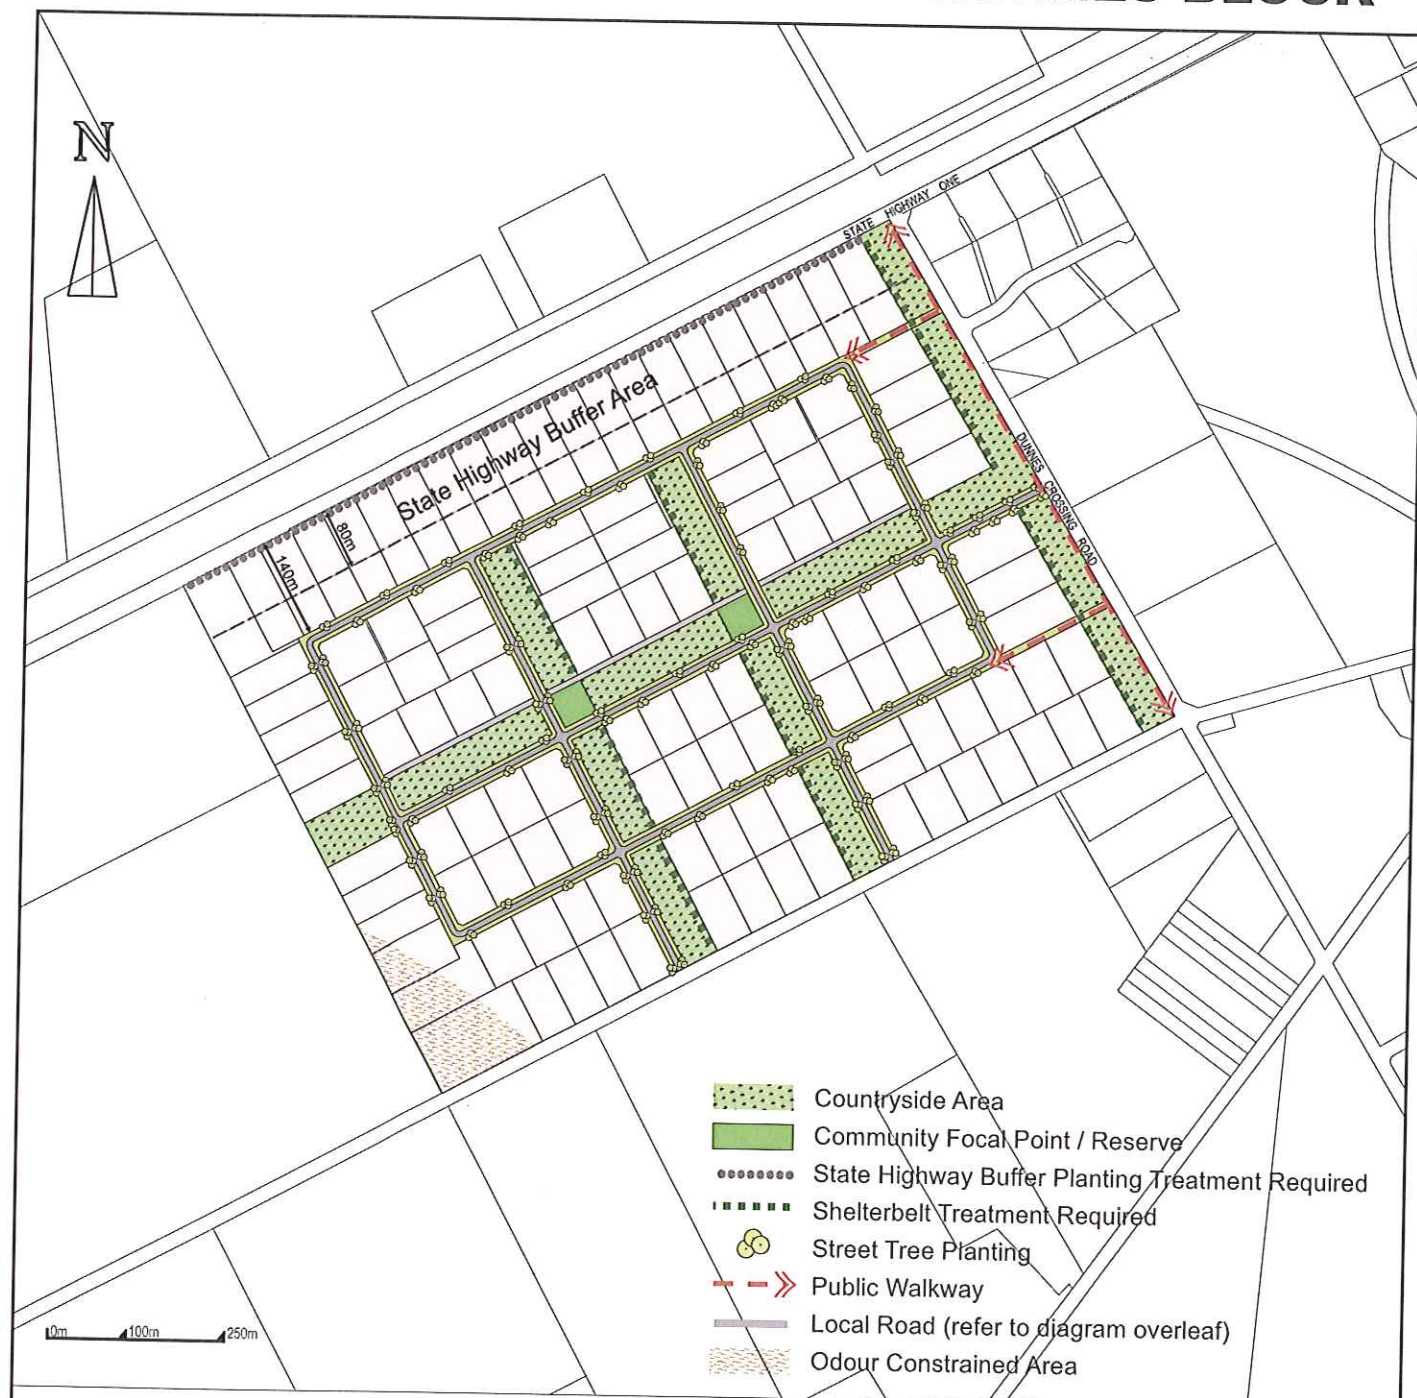 N
STATE HIGHWAY ONE
State Highway Buffer Area
80m
140m
DUNNES CROSSING ROAD
Countryside Area
Community Focal Point / Reserve
State Highway Buffer Planting Treatment Required
Shelterbelt Treatment Required
Street Tree Planting
Public Walkway
Local Road (refer to diagram overleaf)
Odour Constrained Area
0m 100m 250m